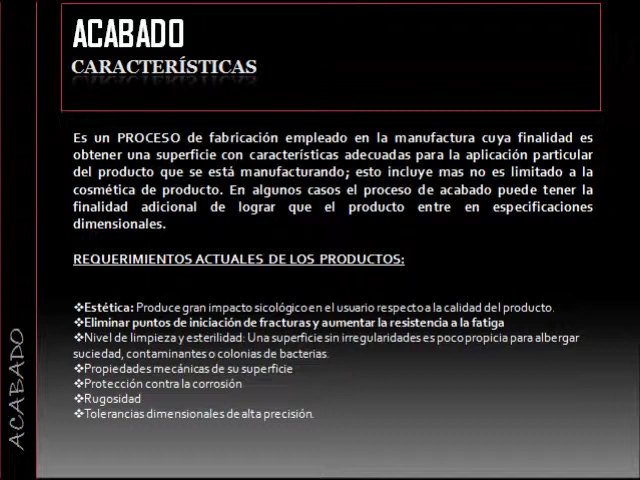 ACABADO
CARACTERÍSTICAS
Es un PROCESO de fabricación empleado en la manufactura cuya finalidad es
obtener una superficie con características adecuadas para la aplicación particular
del producto que se está manufacturando; esto incluye mas no es limitado a la
cosmética de producto. En algunos casos el proceso de acabado puede tener la
finalidad adicional de lograr que el producto entre en especificaciones
dimensionales.
REQUERIMIENTOS ACTUALES DE LOS PRODUCTOS:
❖Estética: Produce gran impacto sicológico en el usuario respecto a la calidad del producto.
❖Eliminar puntos de iniciación de fracturas y aumentar la resistencia a la fatiga
❖Nivel de limpieza y esterilidad: Una superficie sin irregularidades es poco propicia para albergar
suciedad, contaminantes o colonias de bacterias.
❖Propiedades mecánicas de su superficie
❖Protección contra la corrosión
❖Rugosidad
❖Tolerancias dimensionales de alta precisión.
ACABADO